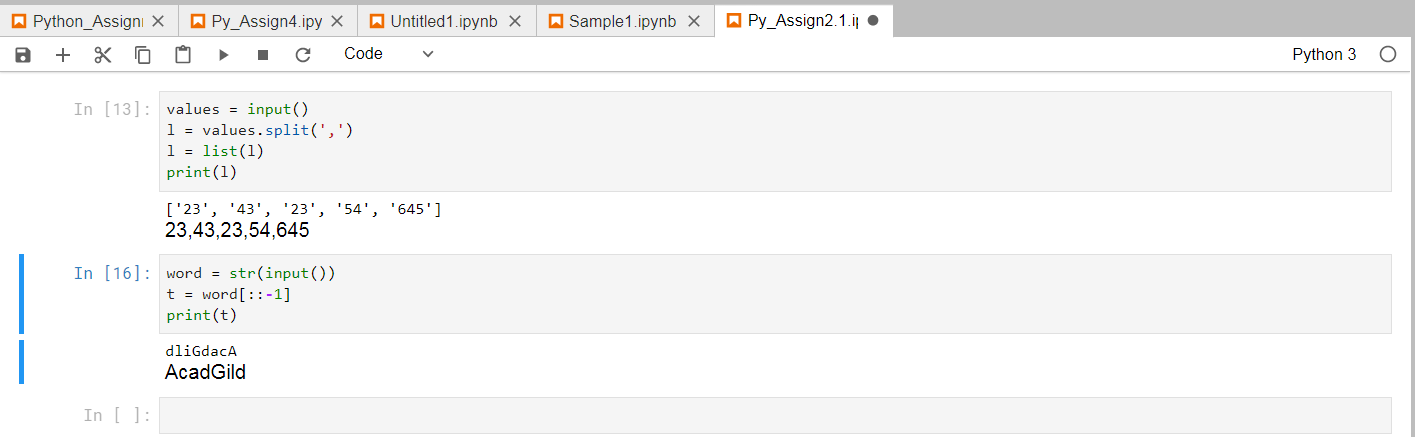 Python_Assignr Py_Assign4.ipy Untitled1.ipynb Sample1.ipynb Py_Assign2.1.ip
Code Python 3
In [13]: values = input()
l = values.split(',')
l = list(l)
print(l)
['23', '43', '23', '54', '645']
23,43,23,54,645
In [16]: word = str(input())
t = word[::-1]
print(t)
dliGdacA
AcadGild
In [ ]: